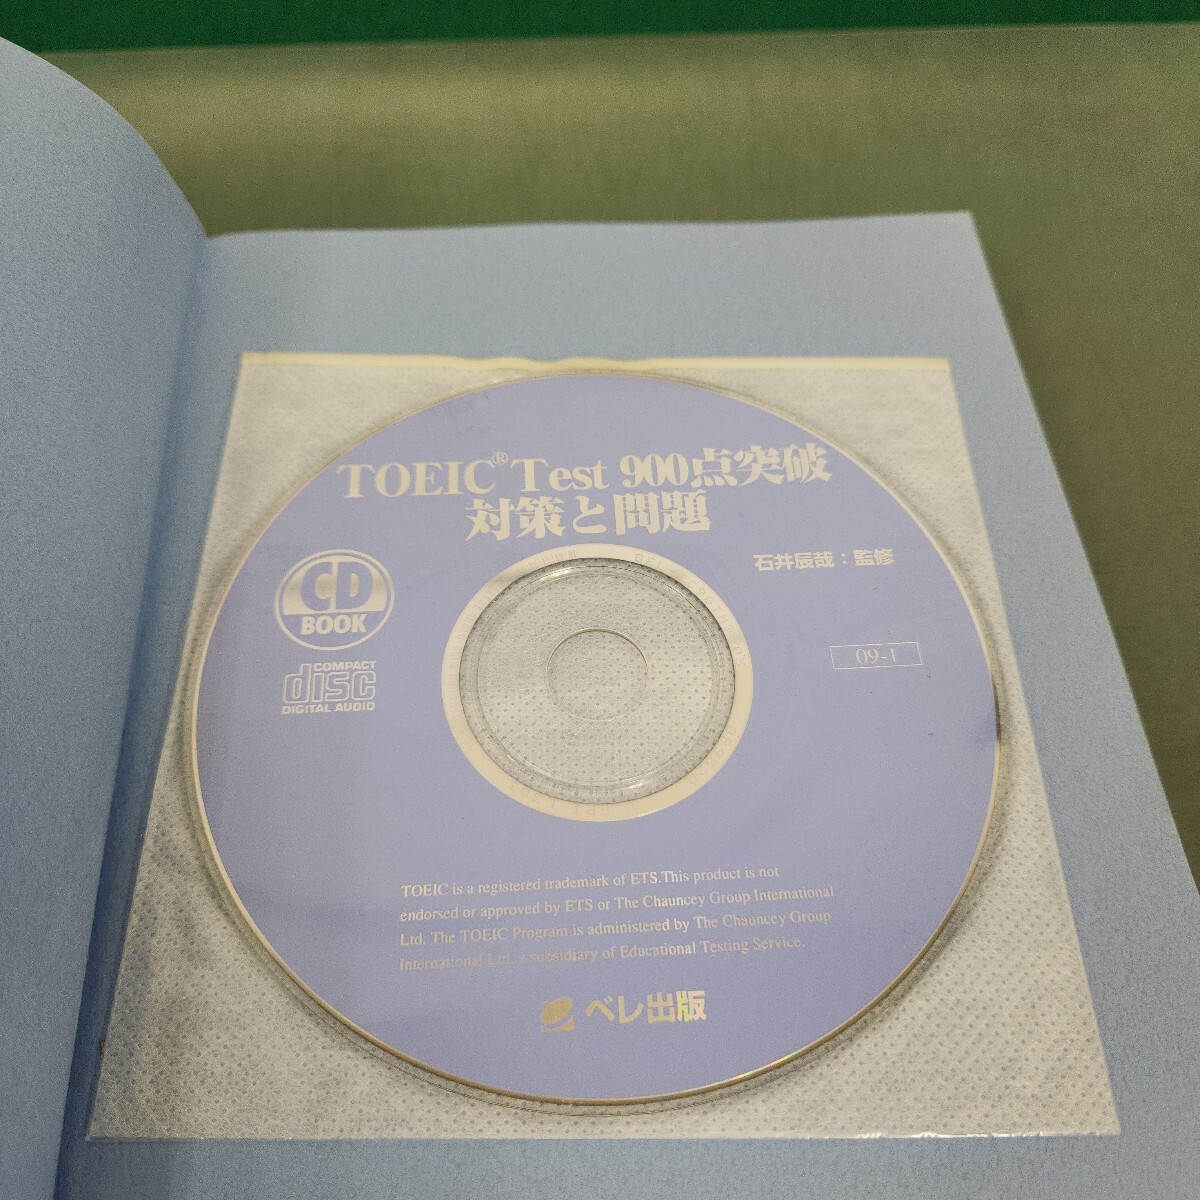 TOEIC® Test 900点突破
対策と問題
石井辰哉:監修
CD
BOOK
COMPACT
disc
DIGITAL AUDIO
09-1
TOEIC is a registered trademark of ETS.This product is not
endorsed or approved by ETS or The Chauncey Group International
Ltd. The TOEIC Program is administered by The Chauncey Group
International Ltd. a subsidiary of Educational Testing Service.
ベレ出版